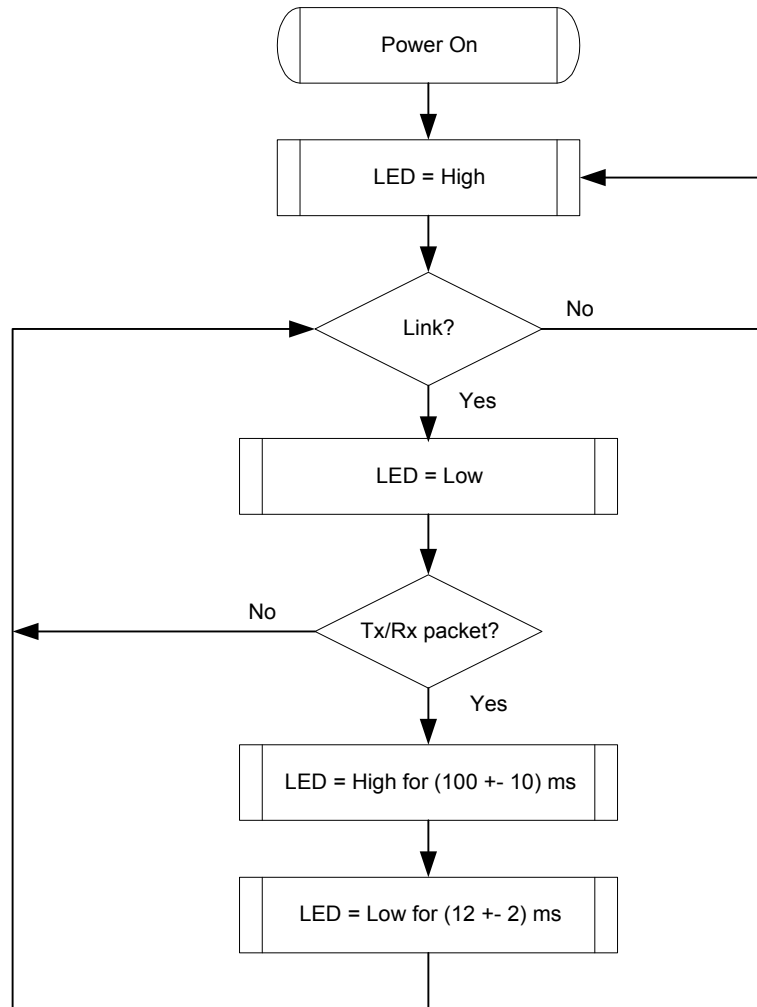 Power On
LED = High
Link?
No
Yes
LED = Low
No
Tx/Rx packet?
Yes
LED = High for (100 +- 10) ms
LED = Low for (12 +- 2) ms